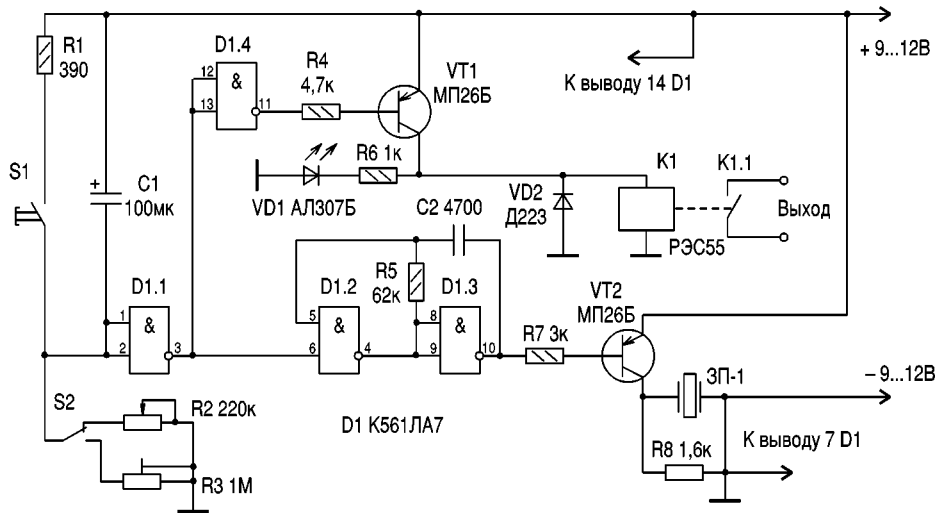 R1
390
S1
+
C1
100мк
D1.4
12
13
&
11
R4
4,7к
VT1
МП26Б
+ 9...12В
К выводу 14 D1
R6 1к
VD1 АЛ307Б
VD2
Д223
К1
К1.1
Выход
РЭС55
C2 4700
D1.1
1
2
&
3
D1.2
5
6
&
4
R5
62к
D1.3
8
9
&
10
R7 3к
VT2
МП26Б
ЗП-1
– 9...12В
S2
R2 220к
R3 1М
D1 К561ЛА7
R8 1,6к
К выводу 7 D1